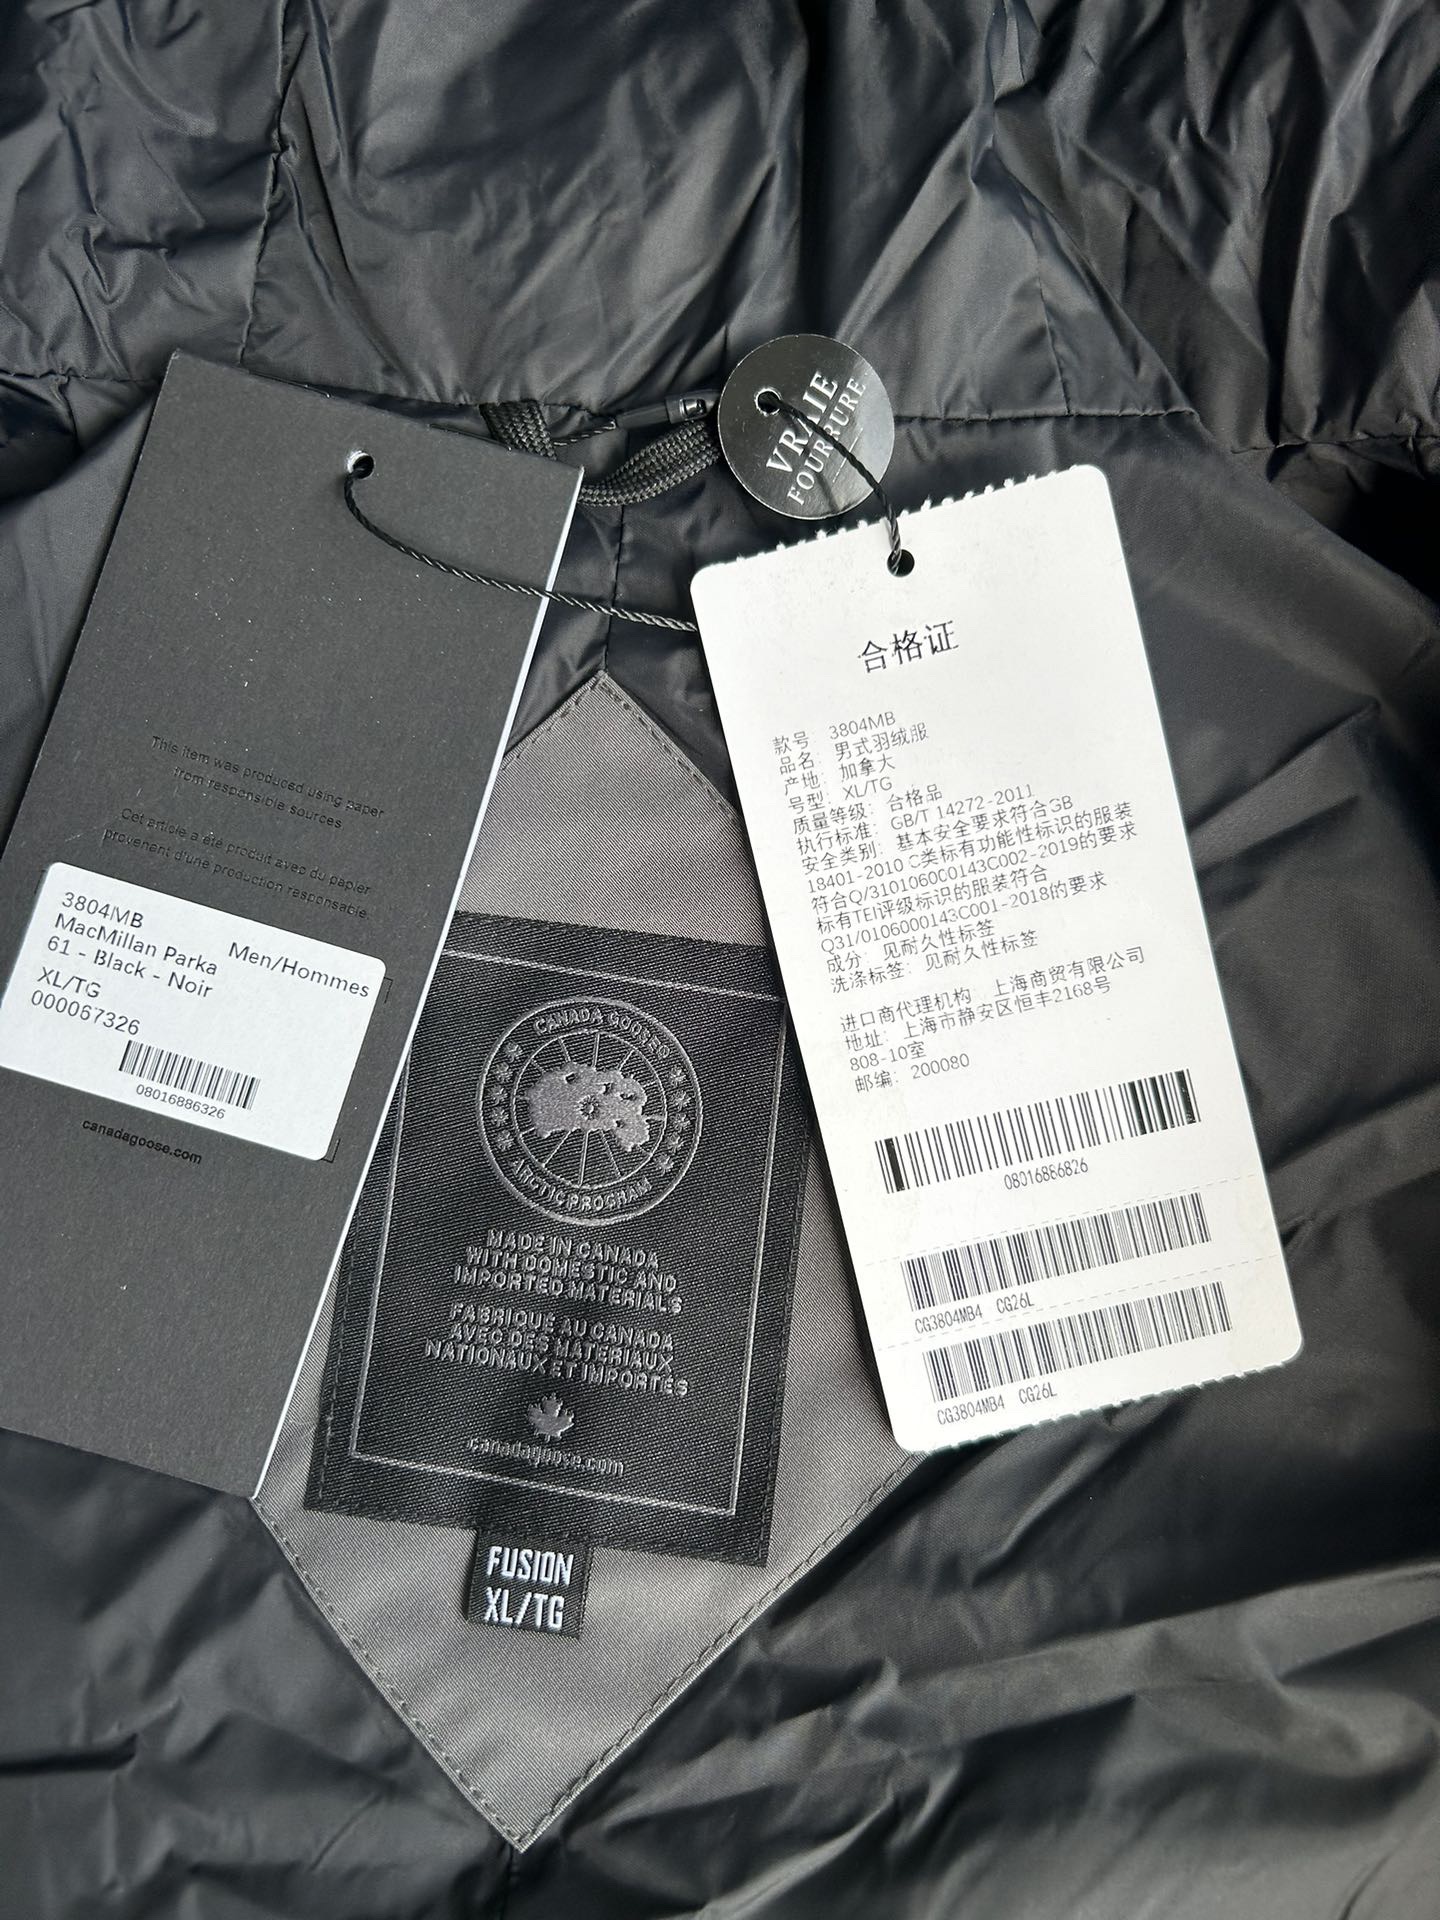 VRAIE
FOURRURE
This item was produced using paper
from responsible sources
Cet article a été produit avec du papier
provenent d'une production responsable.
3804MB
MacMillan Parka Men/Hommes
61 - Black - Noir
XL/TG
000067326
08016886326
canadagoose.com
CANADA GOOSE
ARCTIC PROGRAM
MADE IN CANADA
WITH DOMESTIC AND
IMPORTED MATERIALS
FABRIQUÉ AU CANADA
AVEC DES MATERIAUX
NATIONAUX ET IMPORTÉS
canadagoose.com
FUSION
XL/TG
合格证
款号 3804MB
品名: 男式羽绒服
产地: 加拿大
号型: XL/TG
质量等级: 合格品
执行标准: GB/T 14272-2011
安全类别: 基本安全要求符合GB
18401-2010 C类标有功能性标识的服装
符合Q/3101060C0143C002-2019的要求
标有TEI评级标识的服装符合
Q31/0106000143C001-2018的要求
成分: 见耐久性标签
洗涤标签: 见耐久性标签
进口商代理机构 上海商贸有限公司
地址: 上海市静安区恒丰2168号
808-10室
邮编: 200080
08016886826
CG3804MB4 CG26L
CG3804MB4 CG26L